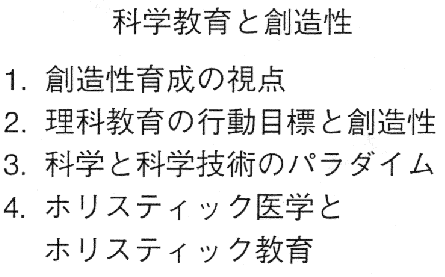 科学教育と創造性
1. 創造性育成の視点
2. 理科教育の行動目標と創造性
3. 科学と科学技術のパラダイム
4. ホリスティック医学と
ホリスティック教育